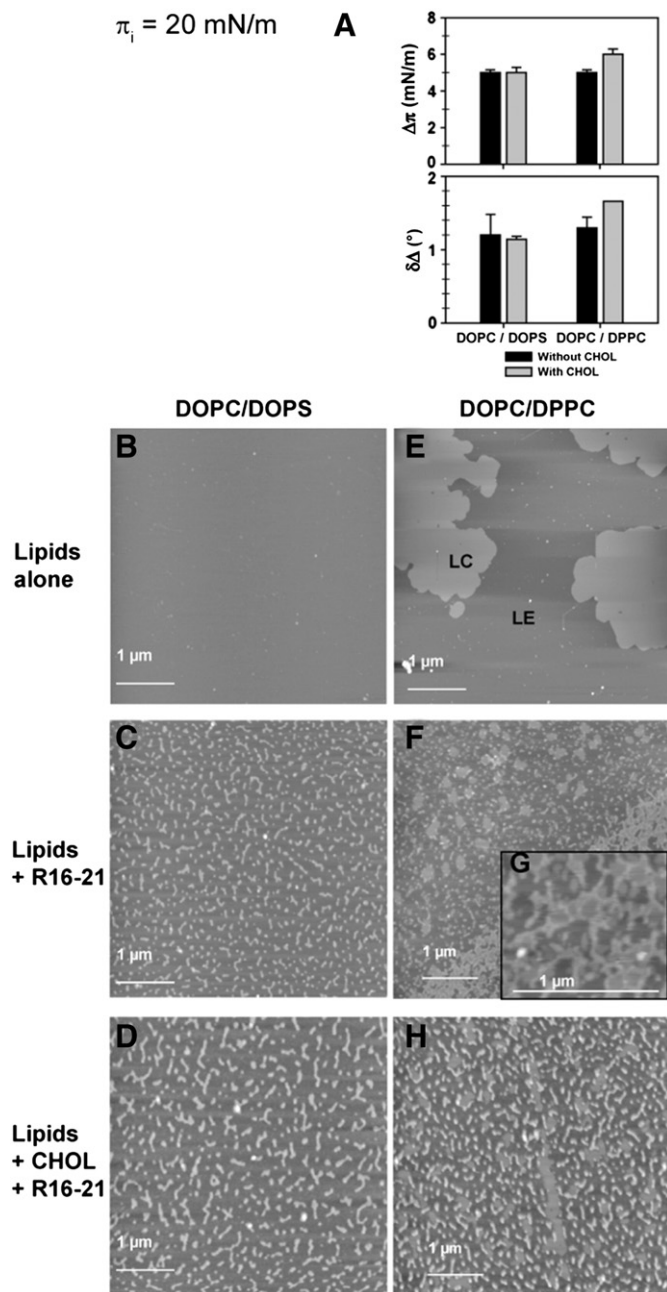 πi = 20 mN/m
A
8
6
4
2
0
Δπ (mN/m)
2
1
0
δΔ (°)
DOPC / DOPS
DOPC / DPPC
Without CHOL
With CHOL
DOPC/DOPS
DOPC/DPPC
Lipids
alone
B
1 µm
E
LC
LE
1 µm
Lipids
+ R16-21
C
1 µm
F
1 µm
G
1 µm
Lipids
+ CHOL
+ R16-21
D
1 µm
H
1 µm